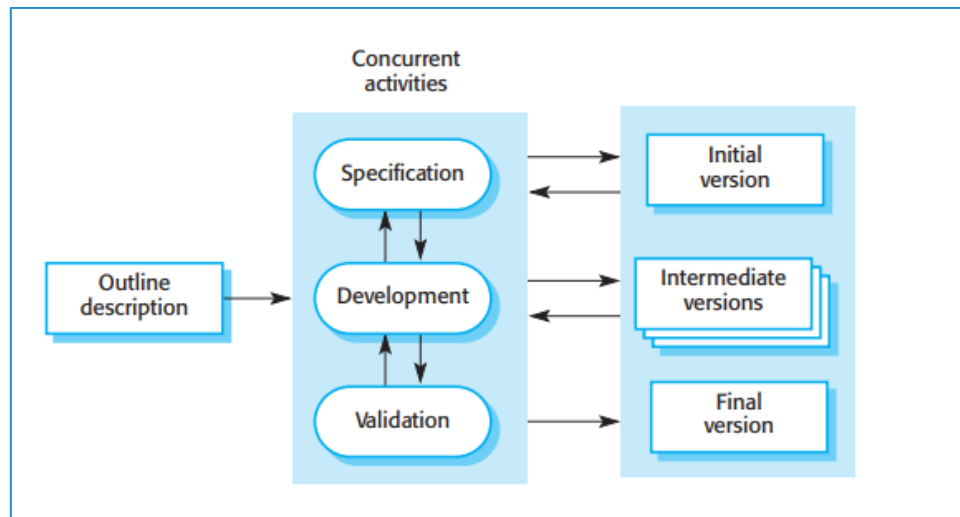 Concurrent
activities
Specification
Initial
version
Outline
description
Development
Intermediate
versions
Validation
Final
version